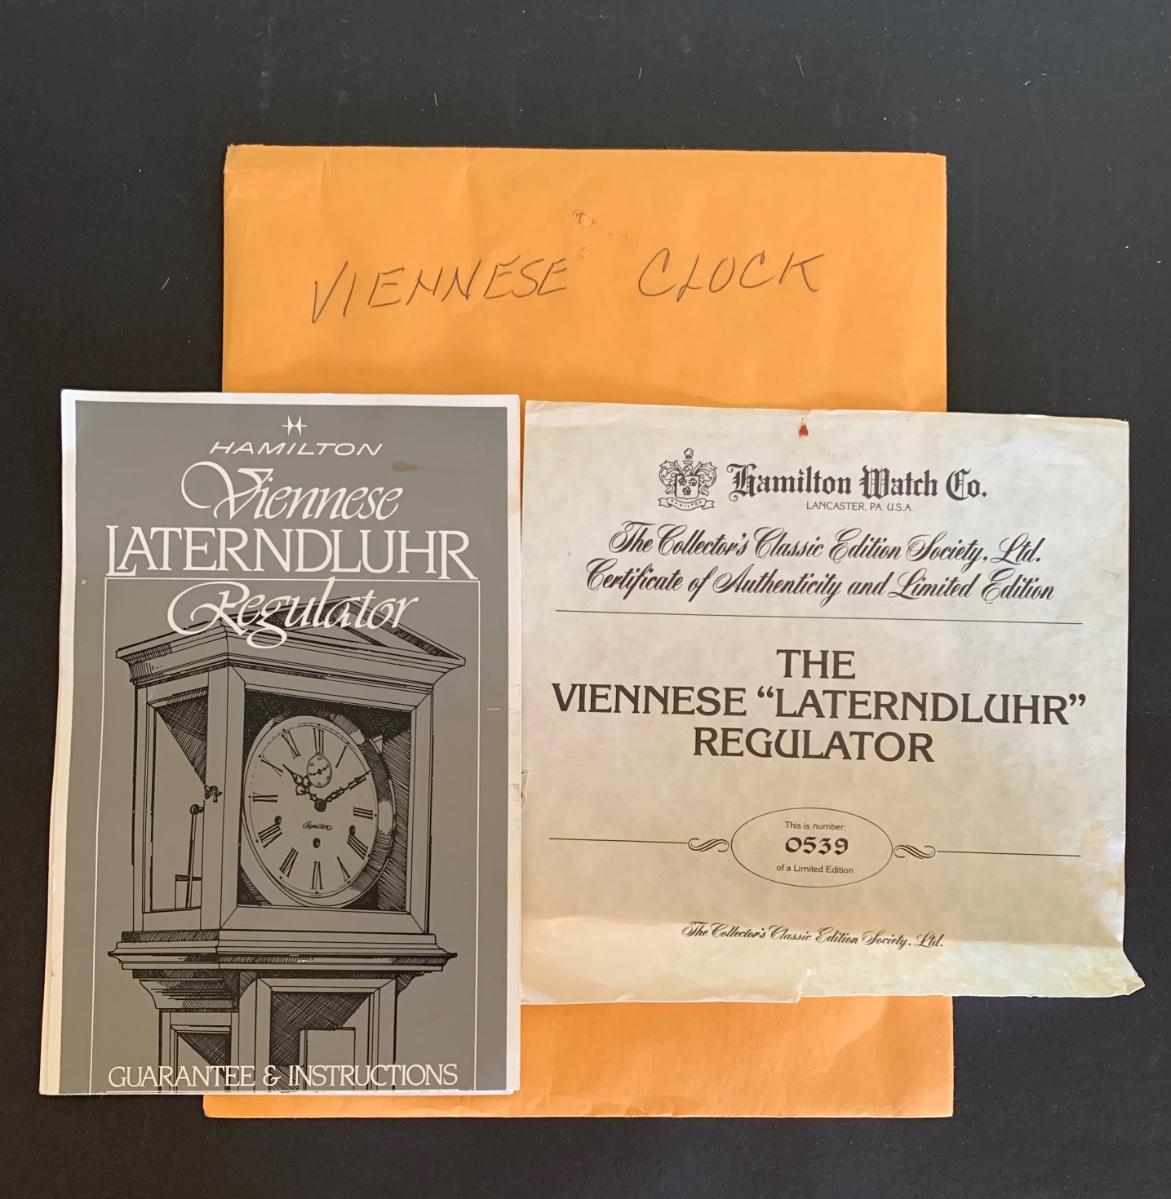 VIENNESE CLOCK
HAMILTON
Viennese
LATERNDLUHR
Regulator
Hamilton
GUARANTEE & INSTRUCTIONS
Hamilton Watch Co.
LANCASTER, PA. U.S.A.
The Collector's Classic Edition Society, Ltd.
Certificate of Authenticity and Limited Edition
THE
VIENNESE “LATERNDLUHR”
REGULATOR
This is number:
0539
of a Limited Edition
The Collector's Classic Edition Society, Ltd.